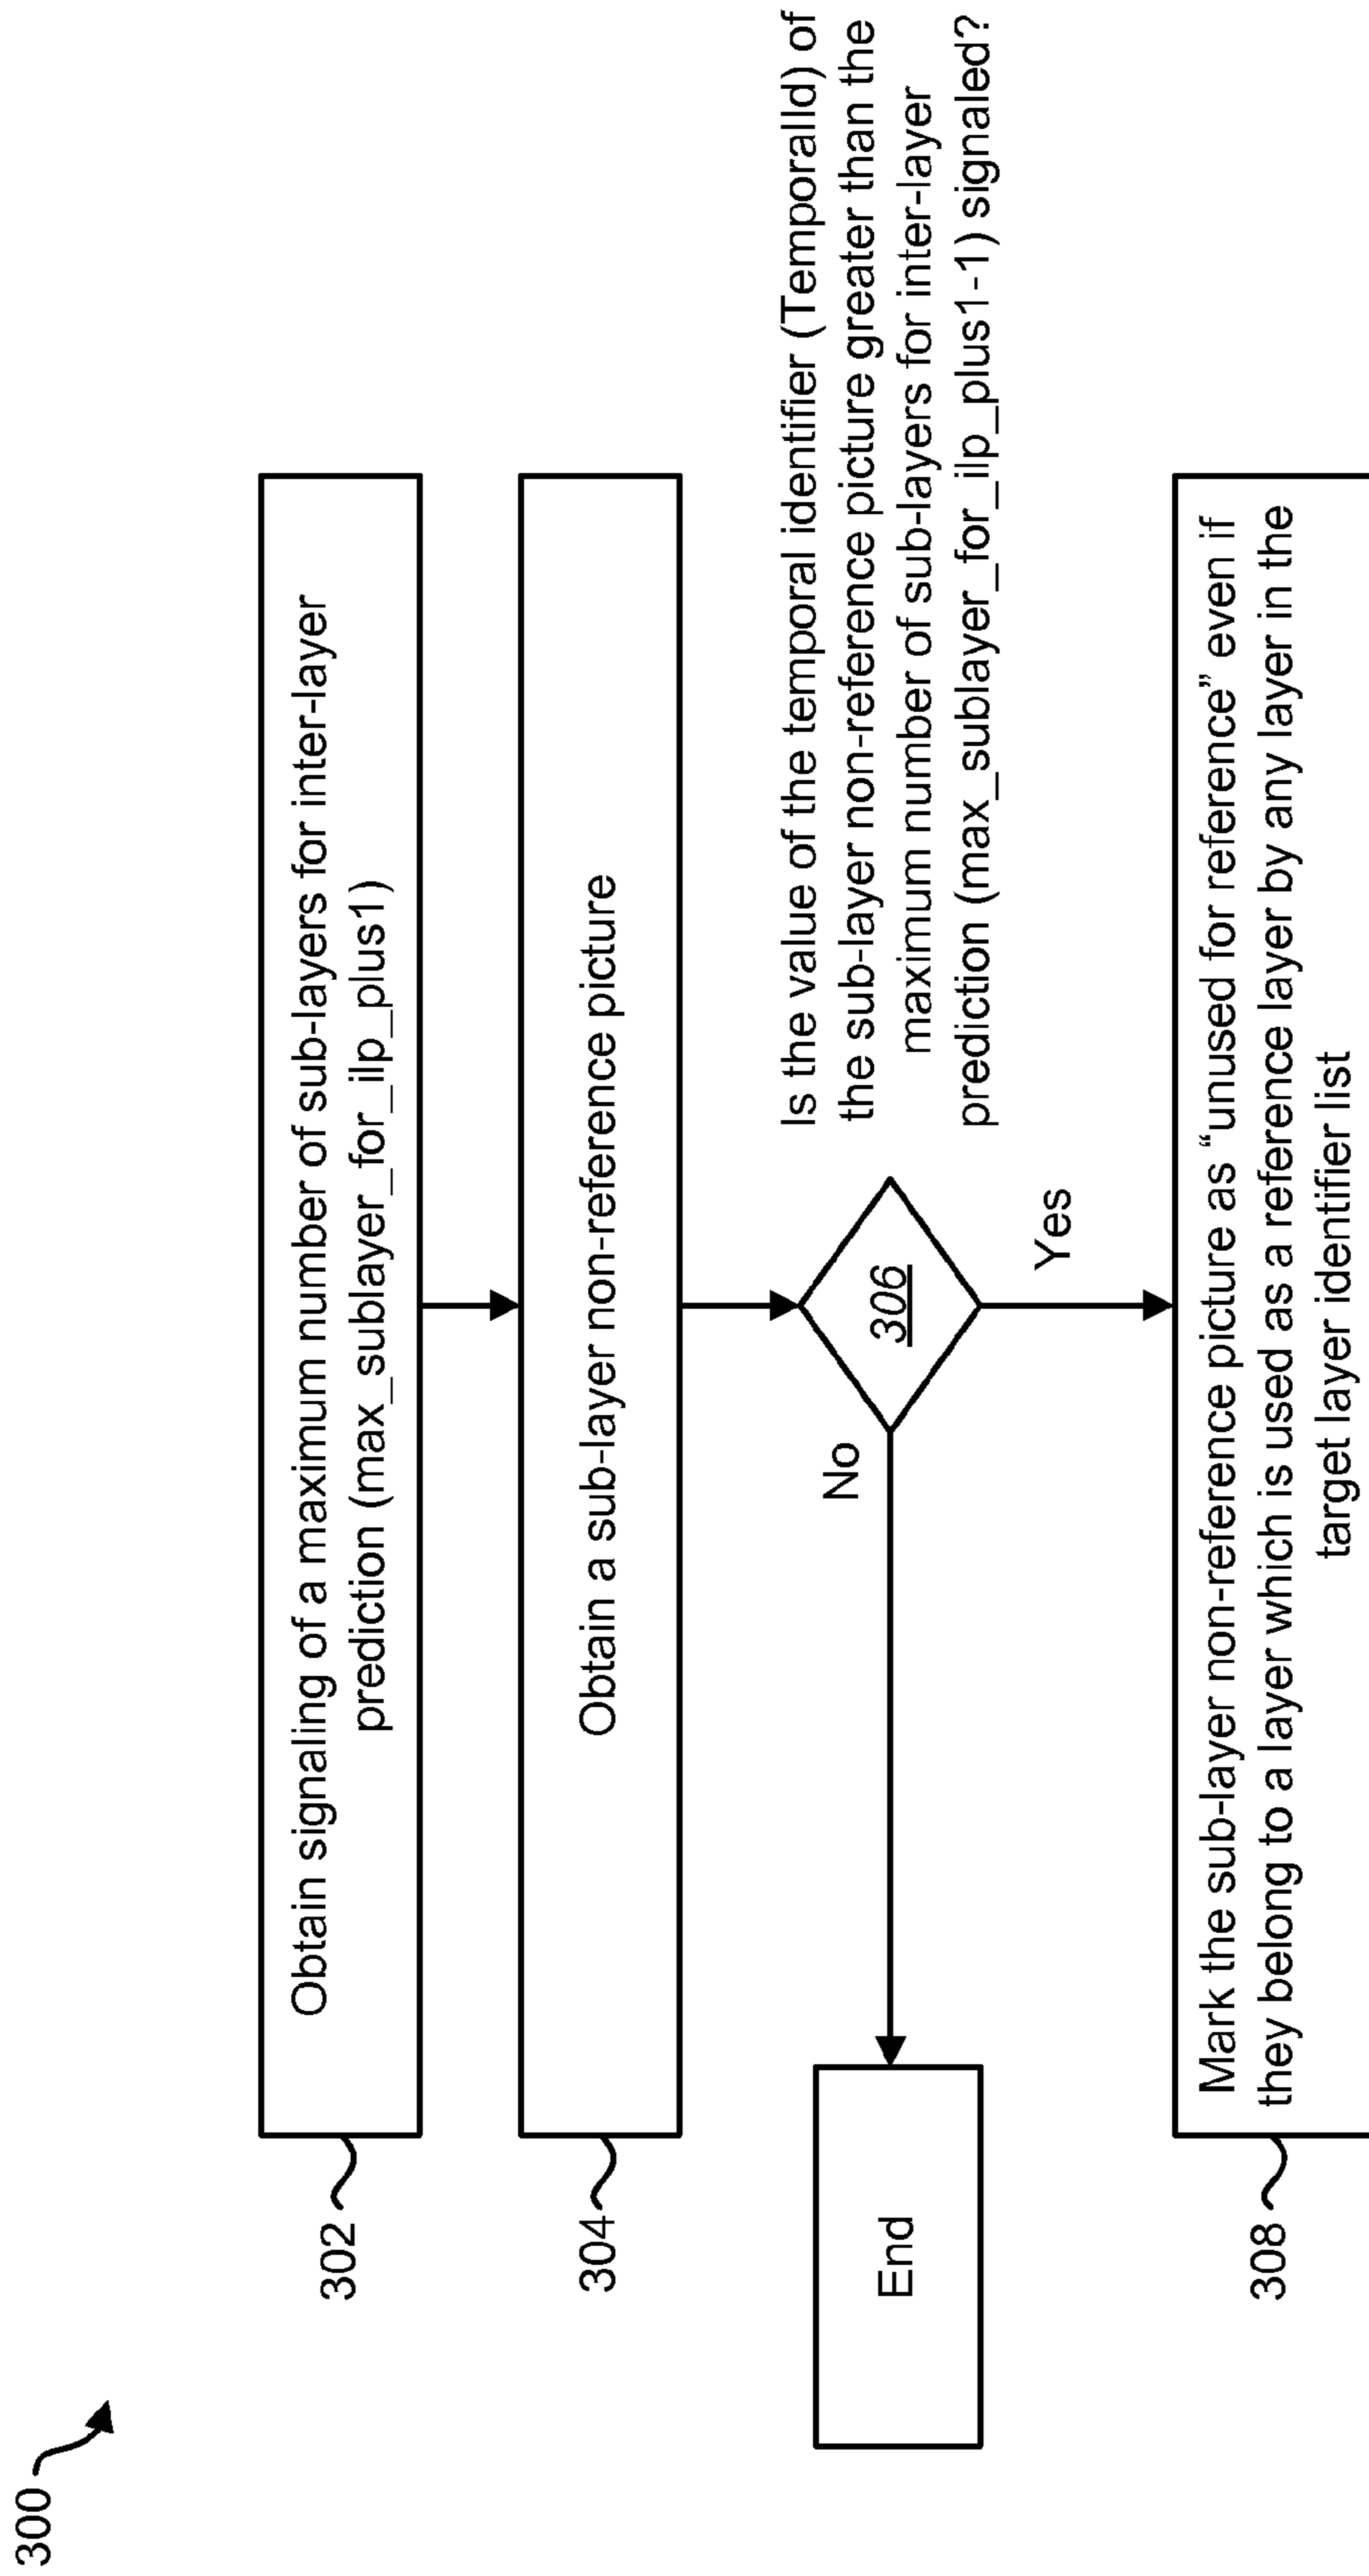 300
302
Obtain signaling of a maximum number of sub-layers for inter-layer
prediction (max_sublayer_for_ilp_plus1)
304
Obtain a sub-layer non-reference picture
306
Is the value of the temporal identifier (TemporalId) of
the sub-layer non-reference picture greater than the
maximum number of sub-layers for inter-layer
prediction (max_sublayer_for_ilp_plus1-1) signaled?
No
End
Yes
308
Mark the sub-layer non-reference picture as “unused for reference” even if
they belong to a layer which is used as a reference layer by any layer in the
target layer identifier list